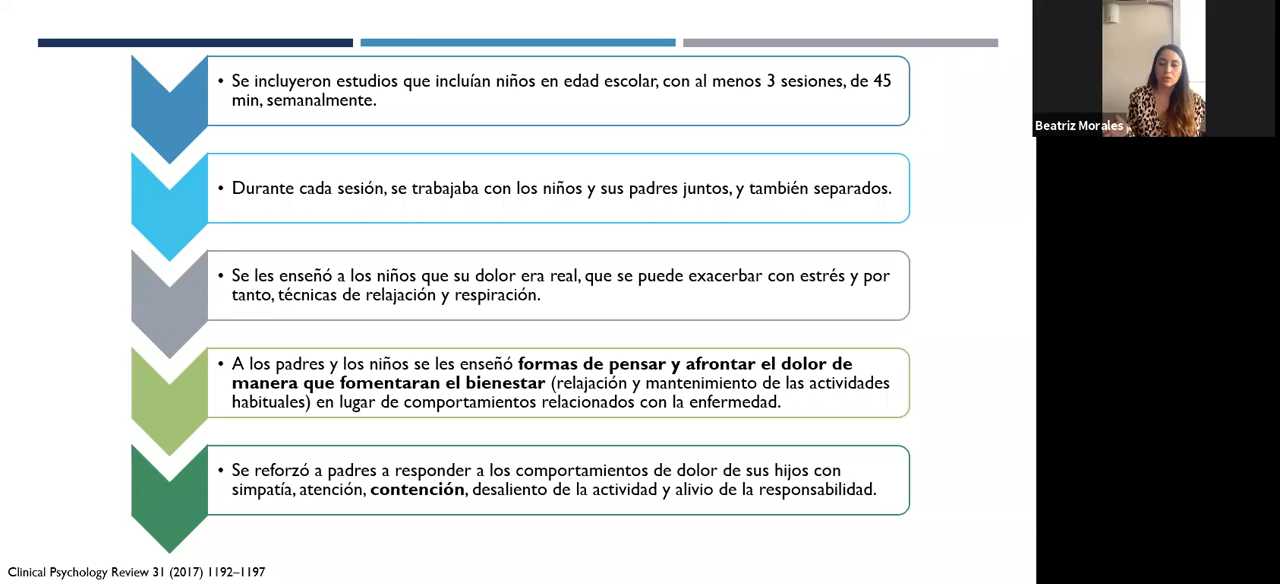 • Se incluyeron estudios que incluían niños en edad escolar, con al menos 3 sesiones, de 45
min, semanalmente.
• Durante cada sesión, se trabajaba con los niños y sus padres juntos, y también separados.
• Se les enseñó a los niños que su dolor era real, que se puede exacerbar con estrés y por
tanto, técnicas de relajación y respiración.
• A los padres y los niños se les enseñó formas de pensar y afrontar el dolor de
manera que fomentaran el bienestar (relajación y mantenimiento de las actividades
habituales) en lugar de comportamientos relacionados con la enfermedad.
• Se reforzó a padres a responder a los comportamientos de dolor de sus hijos con
simpatía, atención, contención, desaliento de la actividad y alivio de la responsabilidad.
Clinical Psychology Review 31 (2017) 1192–1197
Beatriz Morales